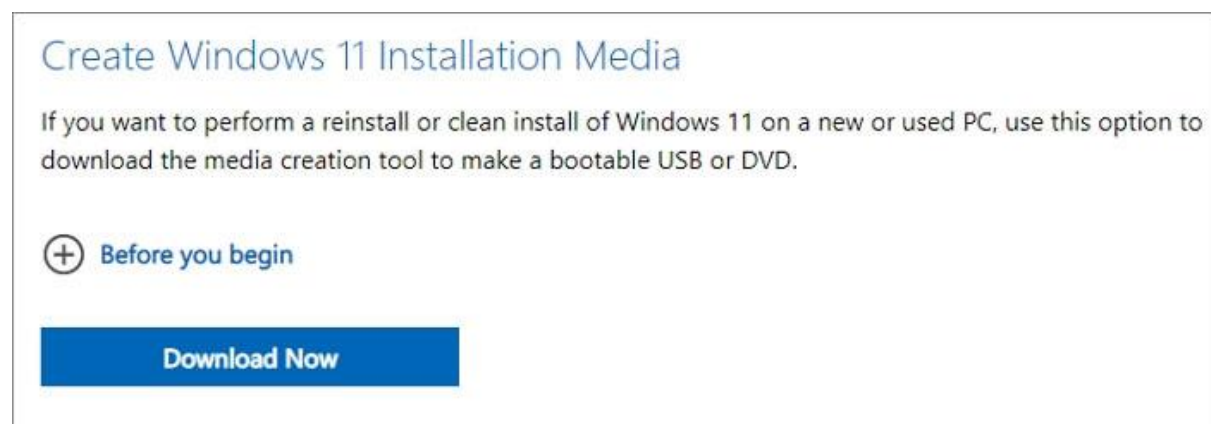 Create Windows 11 Installation Media
If you want to perform a reinstall or clean install of Windows 11 on a new or used PC, use this option to
download the media creation tool to make a bootable USB or DVD.
Before you begin
Download Now